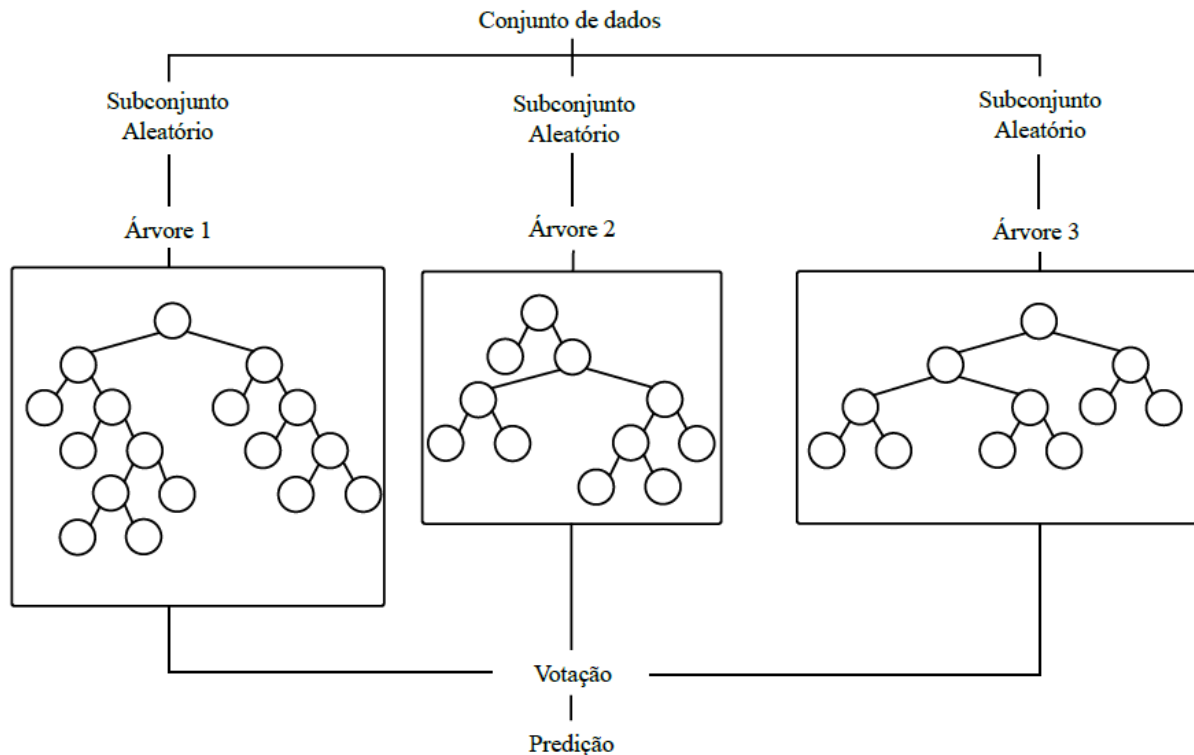 Conjunto de dados
Subconjunto
Aleatório
Subconjunto
Aleatório
Subconjunto
Aleatório
Árvore 1
Árvore 2
Árvore 3
Votação
Predição